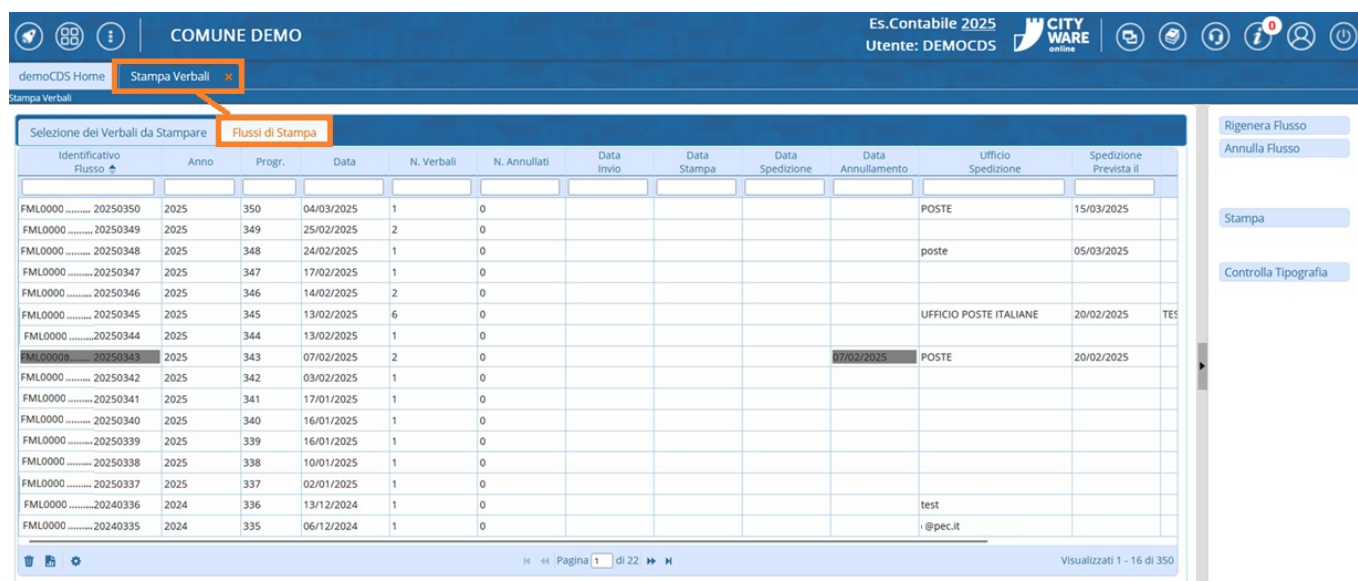 COMUNE DEMO
Es.Contabile 2025
Utente: DEMOCDS
CITY
WARE
online
0
demoCDS Home Stampa Verbali ×
Stampa Verbali
Selezione dei Verbali da Stampare Flussi di Stampa
Identificativo Flusso Anno Progr. Data N. Verbali N. Annullati Data Invio Data Stampa Data Spedizione Data Annullamento Ufficio Spedizione Spedizione Prevista il
FML0000 ......... 20250350 2025 350 04/03/2025 1 0 POSTE 15/03/2025
FML0000 ......... 20250349 2025 349 25/02/2025 2 0
FML0000 ......... 20250348 2025 348 24/02/2025 1 0 poste 05/03/2025
FML0000 ......... 20250347 2025 347 17/02/2025 1 0
FML0000 ......... 20250346 2025 346 14/02/2025 2 0
FML0000 ......... 20250345 2025 345 13/02/2025 6 0 UFFICIO POSTE ITALIANE 20/02/2025 TES
FML0000 .........20250344 2025 344 13/02/2025 1 0
FML00000......... 20250343 2025 343 07/02/2025 2 0 07/02/2025 POSTE 20/02/2025
FML0000 ......... 20250342 2025 342 03/02/2025 1 0
FML0000 ......... 20250341 2025 341 17/01/2025 1 0
FML0000 ......... 20250340 2025 340 16/01/2025 1 0
FML0000 ......... 20250339 2025 339 16/01/2025 1 0
FML0000 ......... 20250338 2025 338 10/01/2025 1 0
FML0000 ......... 20250337 2025 337 02/01/2025 1 0
FML0000 .........20240336 2024 336 13/12/2024 1 0 test
FML0000 ......... 20240335 2024 335 06/12/2024 1 0 @pec.it
Pagina 1 di 22
Visualizzati 1 - 16 di 350
Rigenera Flusso
Annulla Flusso
Stampa
Controlla Tipografia